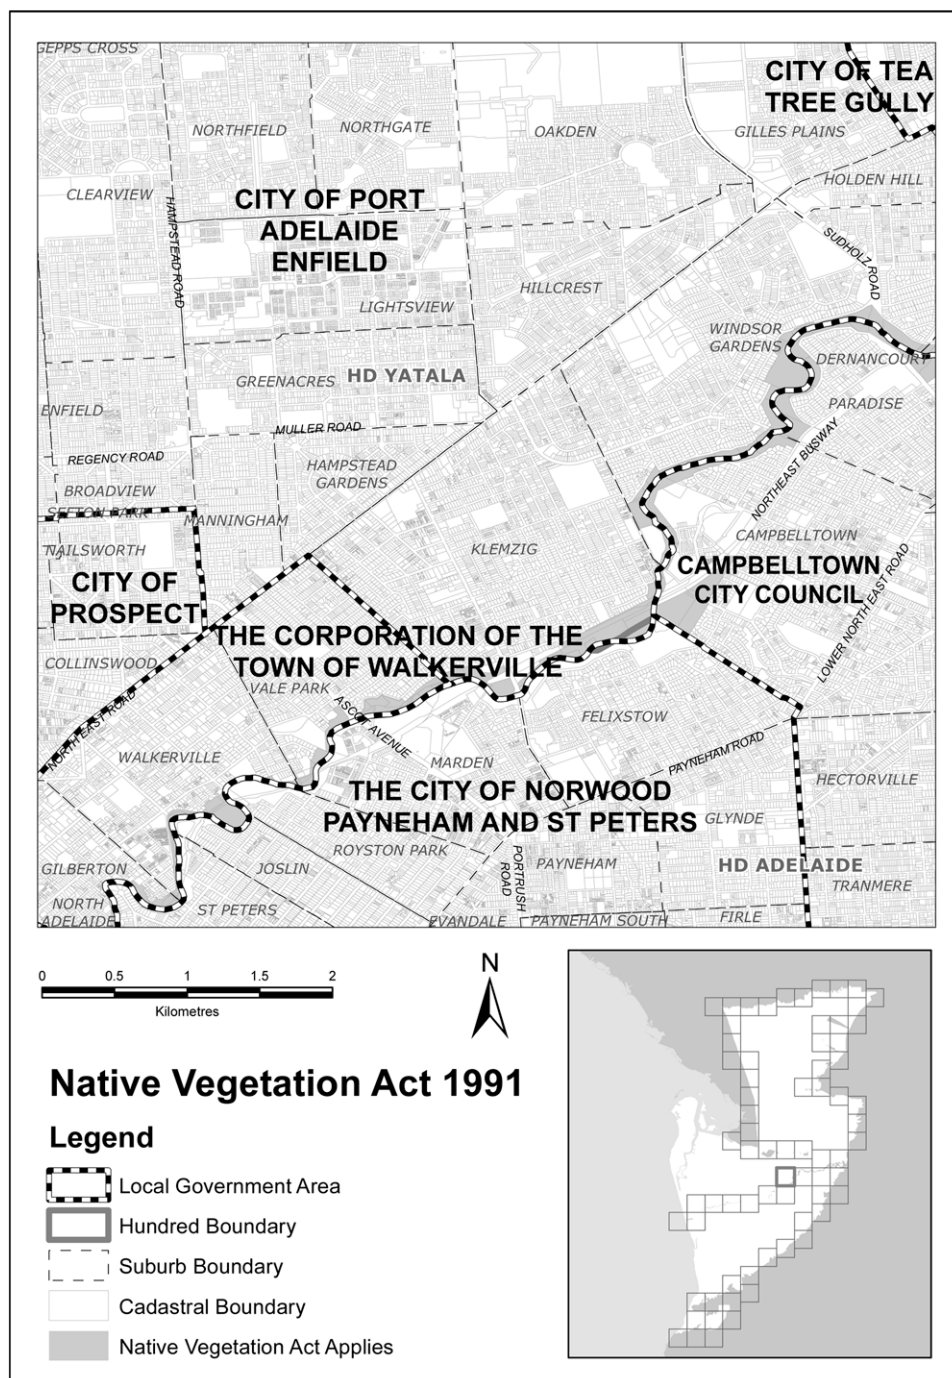 GEPPS CROSS
CITY OF TEA
TREE GULLY
NORTHFIELD
NORTHGATE
OAKDEN
GILLES PLAINS
CLEARVIEW
HOLDEN HILL
CITY OF PORT
ADELAIDE
ENFIELD
HAMPSTEAD ROAD
SUDHOLZ ROAD
HILLCREST
LIGHTSVIEW
WINDSOR
GARDENS
DERNANCOURT
GREENACRES
HD YATALA
PARADISE
ENFIELD
MULLER ROAD
NORTHEAST BUSWAY
REGENCY ROAD
HAMPSTEAD
GARDENS
BROADVIEW
SEFTON PARK
MANNINGHAM
NAILSWORTH
KLEMZIG
CAMPBELLTOWN
CAMPBELLTOWN
CITY COUNCIL
CITY OF
PROSPECT
LOWER NORTH EAST ROAD
THE CORPORATION OF THE
TOWN OF WALKERVILLE
COLLINSWOOD
VALE PARK
NORTH EAST ROAD
ASCOT AVENUE
FELIXSTOW
WALKERVILLE
MARDEN
PAYNEHAM ROAD
HECTORVILLE
THE CITY OF NORWOOD
PAYNEHAM AND ST PETERS
GLYNDE
ROYSTON PARK
GILBERTON
JOSLIN
PORTRUSH
ROAD
PAYNEHAM
HD ADELAIDE
TRANMERE
NORTH
ADELAIDE
ST PETERS
EVANDALE
PAYNEHAM SOUTH
FIRLE
0 0.5 1 1.5 2
Kilometres
N
Native Vegetation Act 1991
Legend
Local Government Area
Hundred Boundary
Suburb Boundary
Cadastral Boundary
Native Vegetation Act Applies